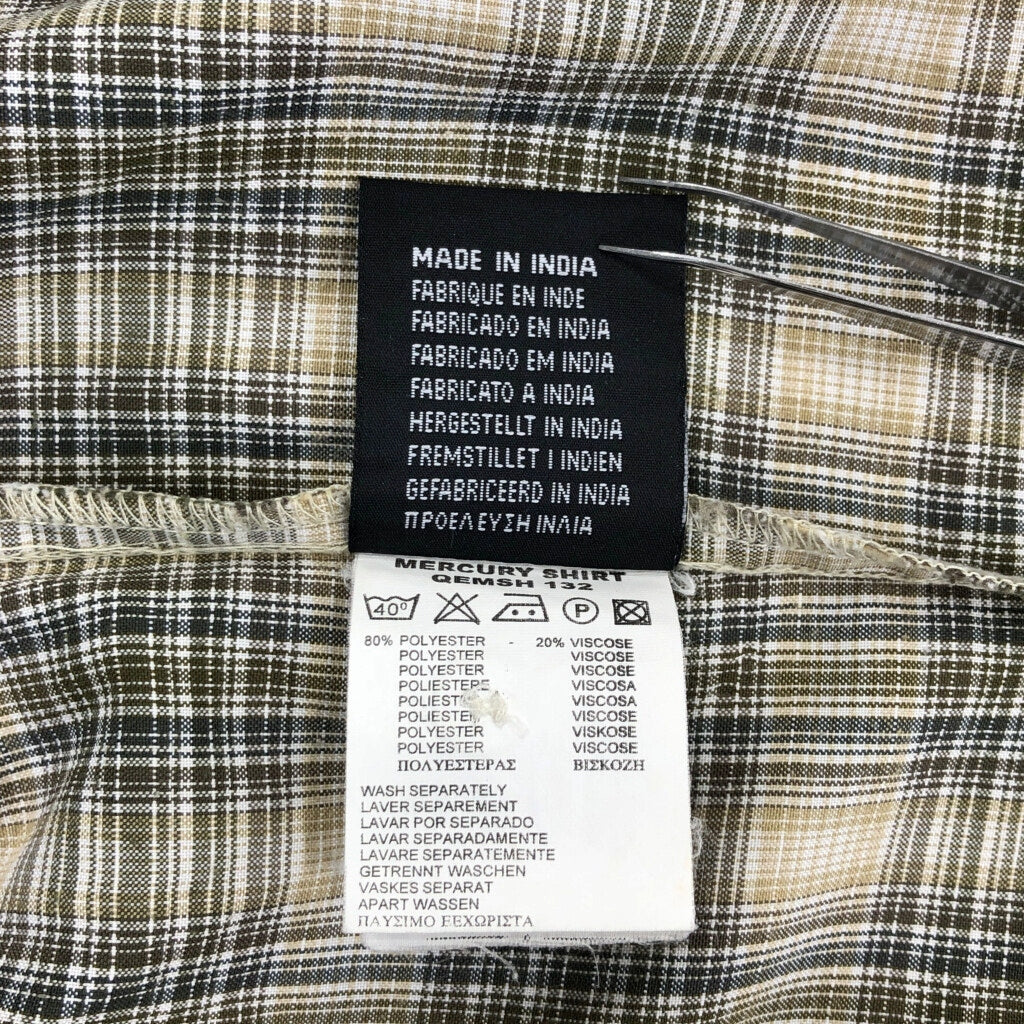 MADE IN INDIA
FABRIQUE EN INDE
FABRICADO EN INDIA
FABRICADO EM INDIA
FABRICATO A INDIA
HERGESTELLT IN INDIA
FREMSTILLET I INDIEN
GEFABRICEERD IN INDIA
ΠΡΟΕΛΕΥΣΗ ΙΝΛΙΑ
MERCURY SHIRT
QEMSH 132
40° P
80% POLYESTER - 20% VISCOSE
POLYESTER VISCOSE
POLYESTER VISCOSE
POLIESTERE VISCOSA
VISCOSA
POLYESTER VISCOSE
POLYESTER VISKOSE
POLYESTER VISCOSE
ΠΟΛΥΕΣΤΕΡΑΣ ΒΙΣΚΟΖΗ
WASH SEPARATELY
LAVER SEPAREMENT
LAVAR POR SEPARADO
LAVAR SEPARADAMENTE
LAVARE SEPARATEMENTE
GETRENNT WASCHEN
VASKES SEPARAT
APART WASSEN
ΠΛΥΣΙΜΟ ΞΕΧΩΡΙΣΤΑ